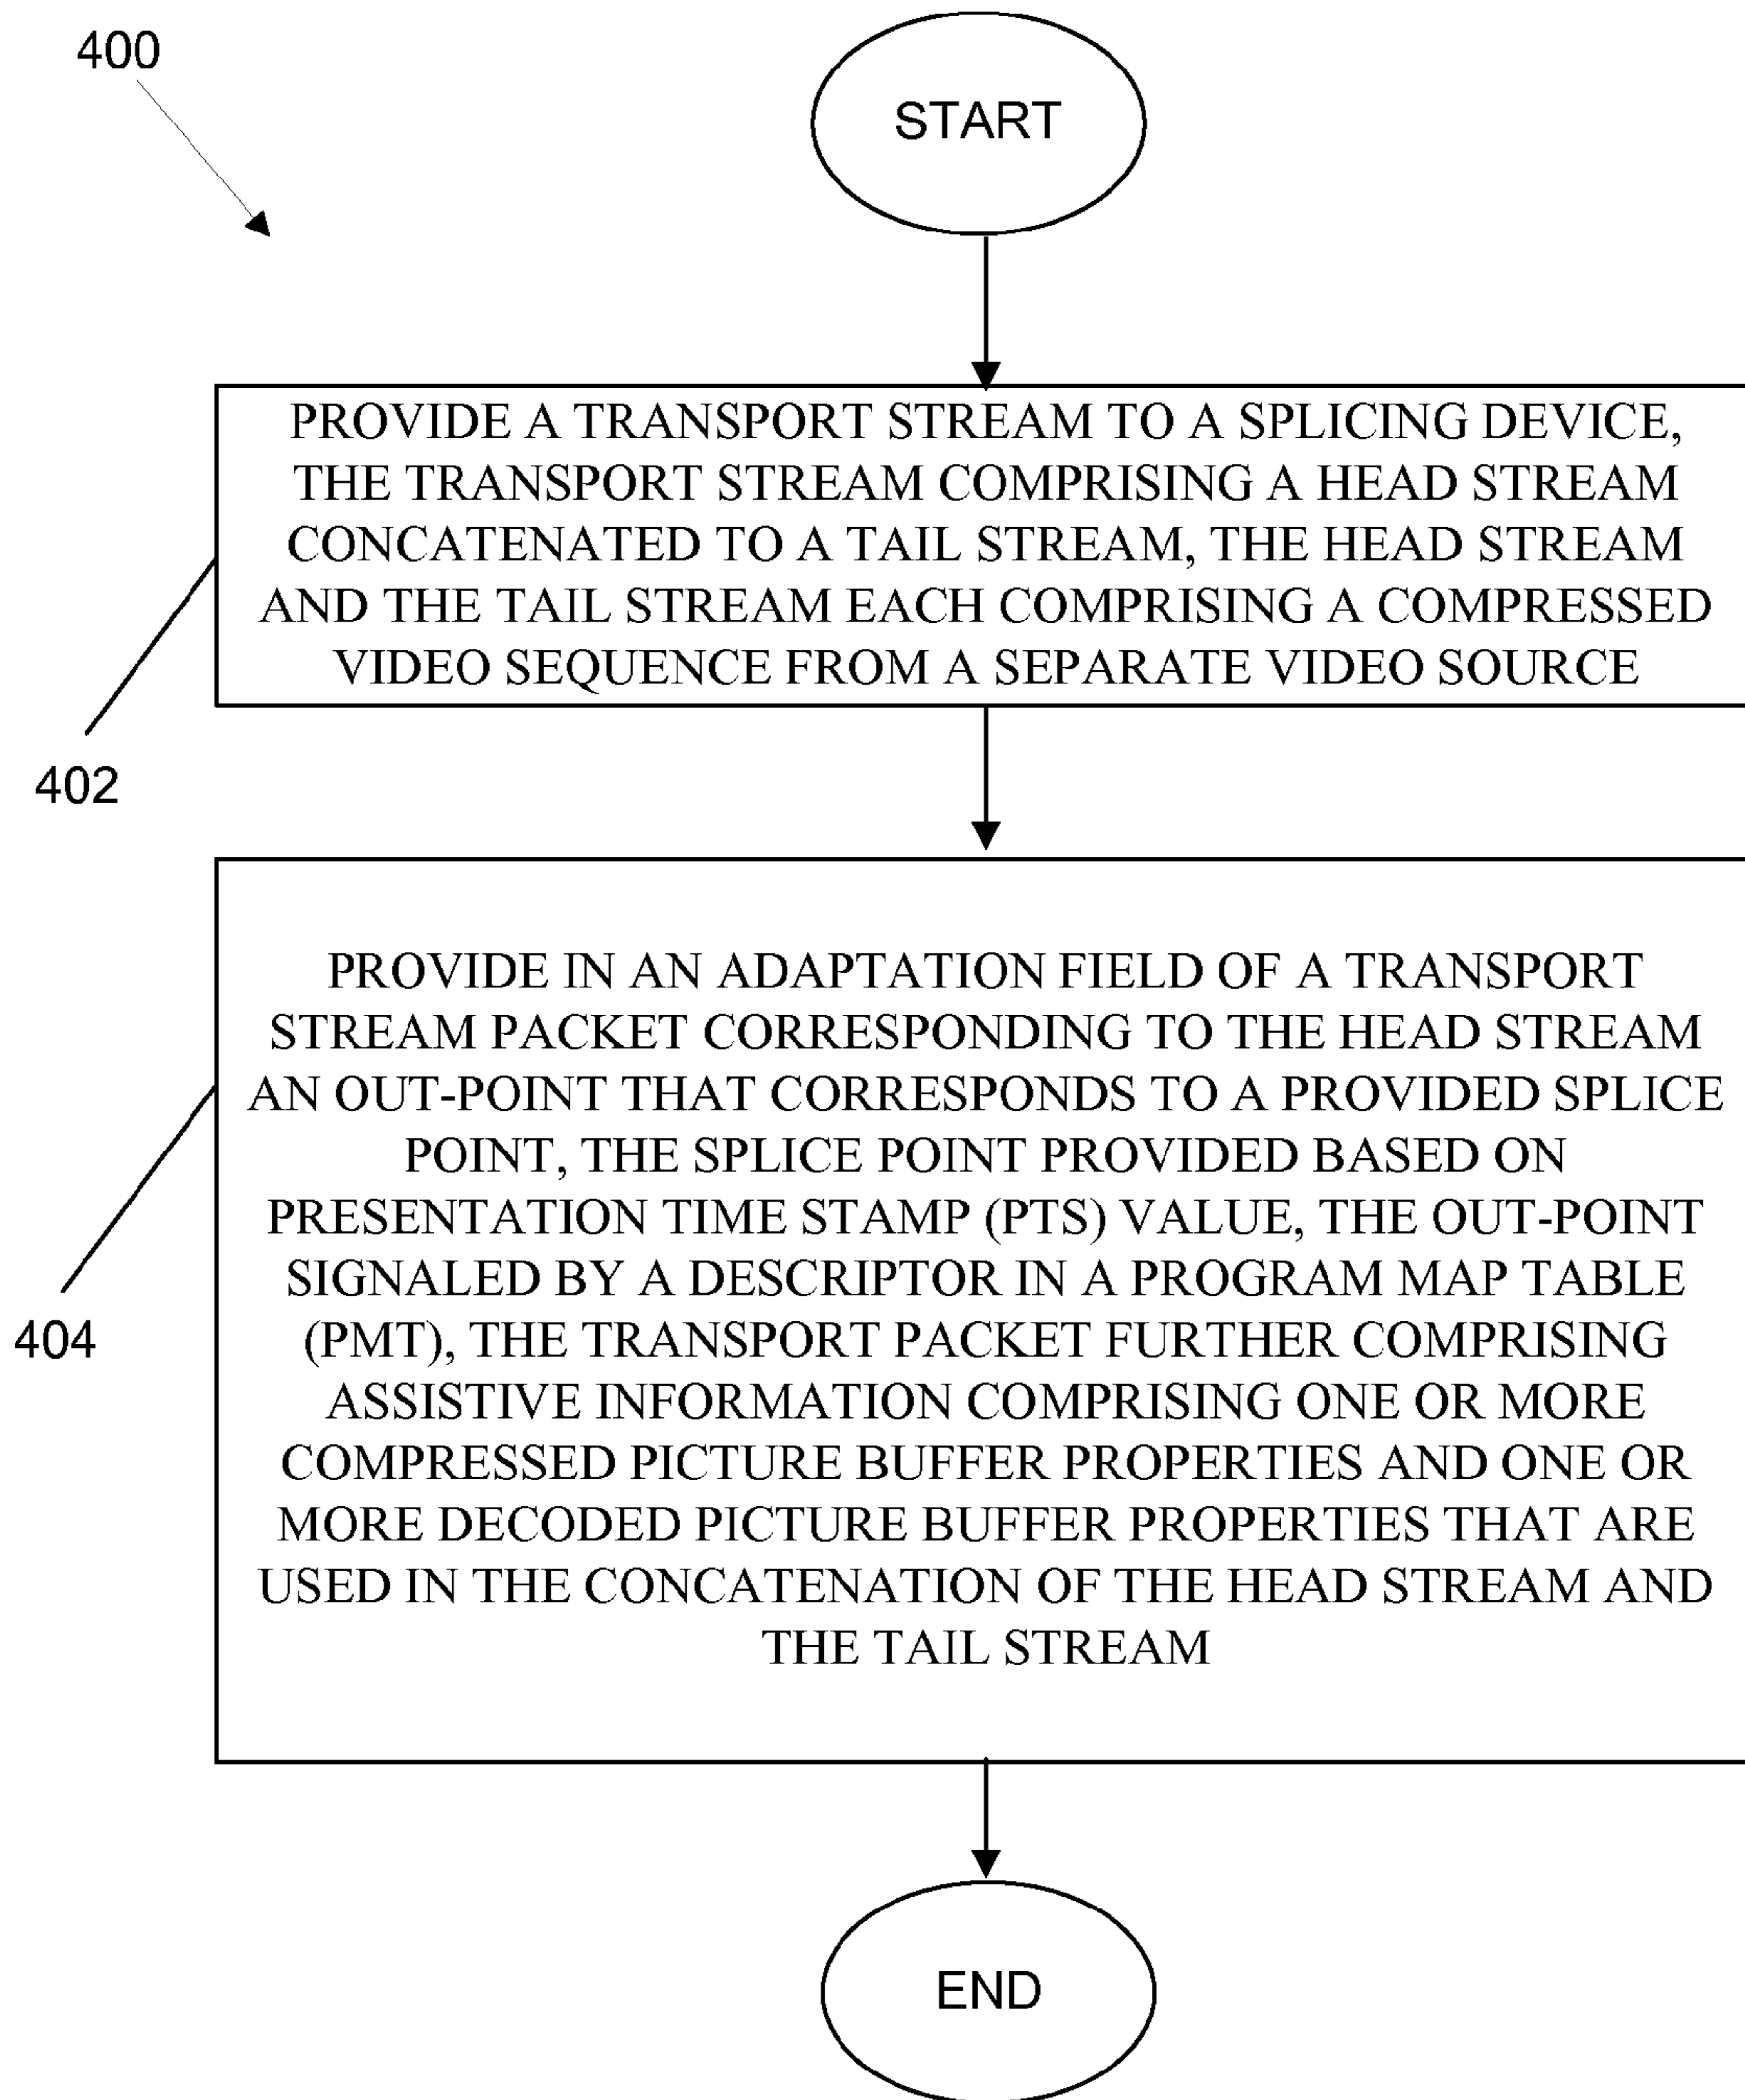 400
START
PROVIDE A TRANSPORT STREAM TO A SPLICING DEVICE,
THE TRANSPORT STREAM COMPRISING A HEAD STREAM
CONCATENATED TO A TAIL STREAM, THE HEAD STREAM
AND THE TAIL STREAM EACH COMPRISING A COMPRESSED
VIDEO SEQUENCE FROM A SEPARATE VIDEO SOURCE
402
PROVIDE IN AN ADAPTATION FIELD OF A TRANSPORT
STREAM PACKET CORRESPONDING TO THE HEAD STREAM
AN OUT-POINT THAT CORRESPONDS TO A PROVIDED SPLICE
POINT, THE SPLICE POINT PROVIDED BASED ON
PRESENTATION TIME STAMP (PTS) VALUE, THE OUT-POINT
SIGNALED BY A DESCRIPTOR IN A PROGRAM MAP TABLE
(PMT), THE TRANSPORT PACKET FURTHER COMPRISING
ASSISTIVE INFORMATION COMPRISING ONE OR MORE
COMPRESSED PICTURE BUFFER PROPERTIES AND ONE OR
MORE DECODED PICTURE BUFFER PROPERTIES THAT ARE
USED IN THE CONCATENATION OF THE HEAD STREAM AND
THE TAIL STREAM
404
END